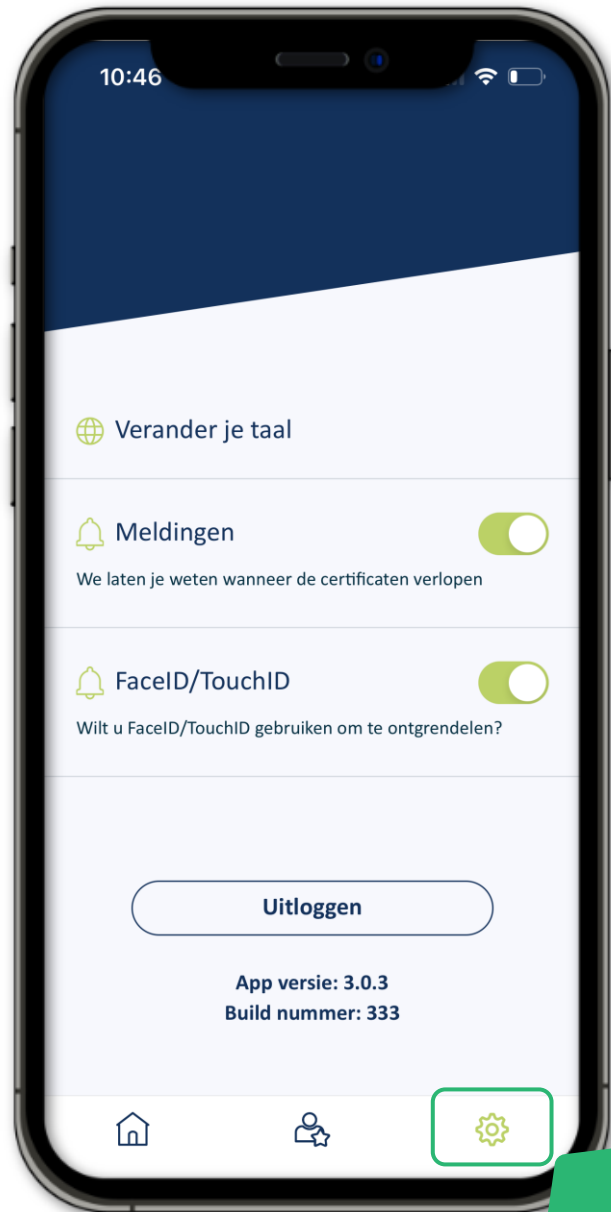 10:46
Verander je taal
Meldingen
We laten je weten wanneer de certificaten verlopen
FaceID/TouchID
Wilt u FaceID/TouchID gebruiken om te ontgrendelen?
Uitloggen
App versie: 3.0.3
Build nummer: 333